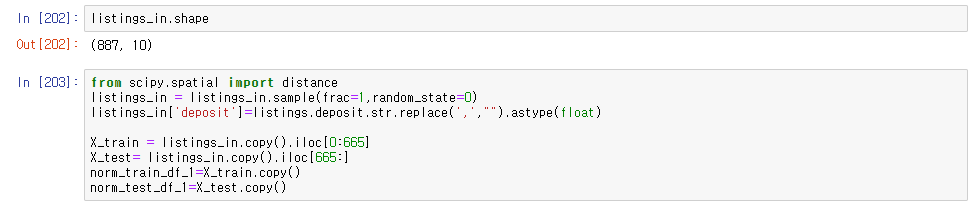 In [202]: listings_in.shape
Out[202]: (887, 10)
In [203]: from scipy.spatial import distance
listings_in = listings_in.sample(frac=1,random_state=0)
listings_in['deposit']=listings.deposit.str.replace(',',"").astype(float)
X_train = listings_in.copy().iloc[0:665]
X_test= listings_in.copy().iloc[665:]
norm_train_df_1=X_train.copy()
norm_test_df_1=X_test.copy()